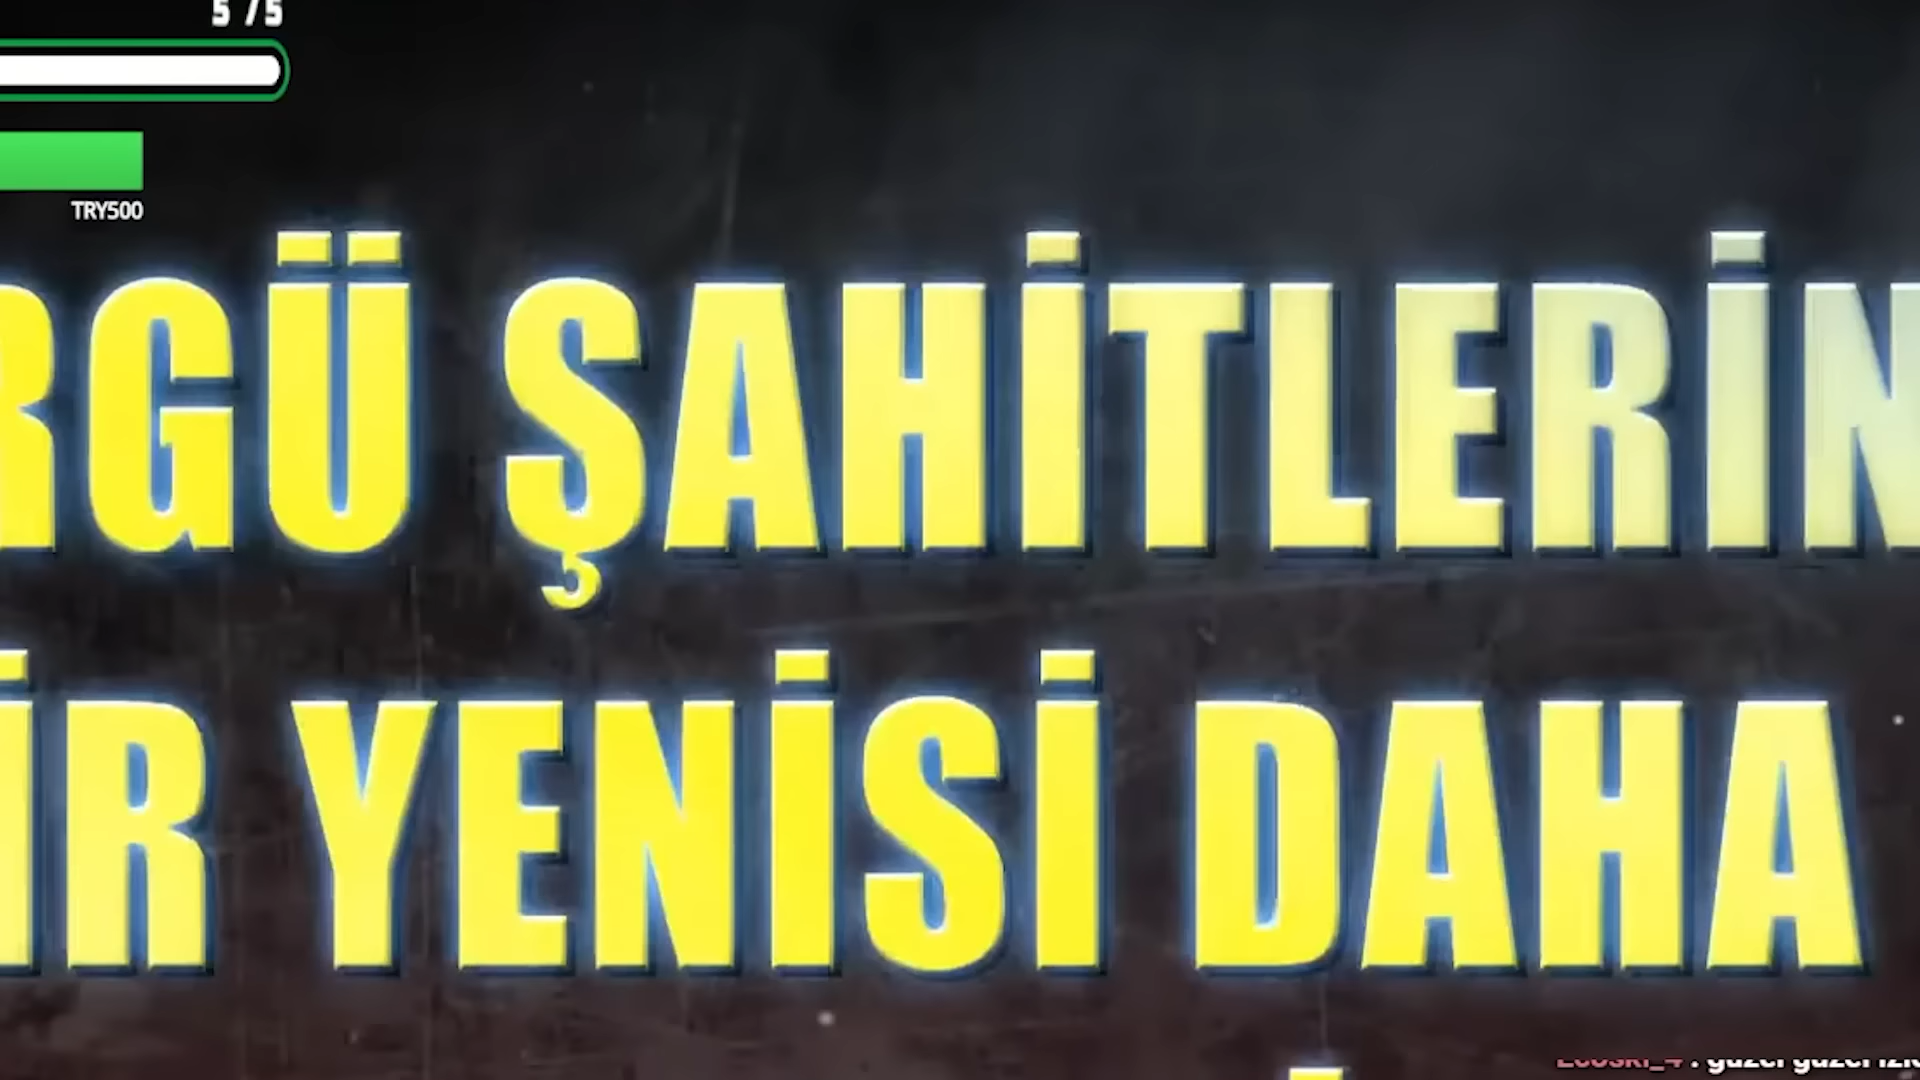 5 /5
TRY500
RGÜ ŞAHİTLERİN
İR YENİSİ DAHA